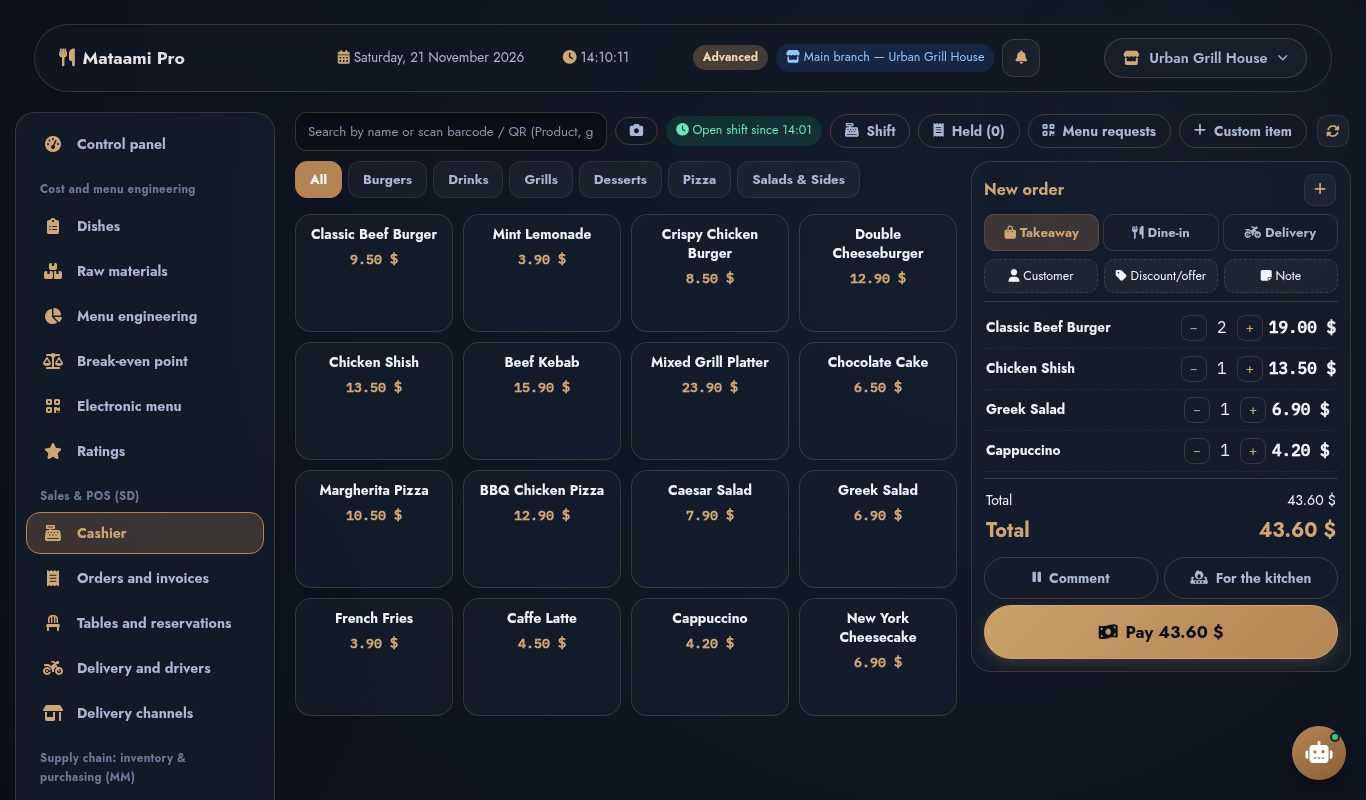 Mataami Pro
Saturday, 21 November 2026
14:10:11
Advanced
Main branch — Urban Grill House
Urban Grill House
Control panel
Cost and menu engineering
Dishes
Raw materials
Menu engineering
Break-even point
Electronic menu
Ratings
Sales & POS (SD)
Cashier
Orders and invoices
Tables and reservations
Delivery and drivers
Delivery channels
Supply chain: inventory &
purchasing (MM)
Search by name or scan barcode / QR (Product, g
Open shift since 14:01
Shift
Held (0)
Menu requests
+ Custom item
All
Burgers
Drinks
Grills
Desserts
Pizza
Salads & Sides
Classic Beef Burger
9.50 $
Mint Lemonade
3.90 $
Crispy Chicken
Burger
8.50 $
Double
Cheeseburger
12.90 $
Chicken Shish
13.50 $
Beef Kebab
15.90 $
Mixed Grill Platter
23.90 $
Chocolate Cake
6.50 $
Margherita Pizza
10.50 $
BBQ Chicken Pizza
12.90 $
Caesar Salad
7.90 $
Greek Salad
6.90 $
French Fries
3.90 $
Caffe Latte
4.50 $
Cappuccino
4.20 $
New York
Cheesecake
6.90 $
New order
+
Takeaway
Dine-in
Delivery
Customer
Discount/offer
Note
Classic Beef Burger − 2 + 19.00 $
Chicken Shish − 1 + 13.50 $
Greek Salad − 1 + 6.90 $
Cappuccino − 1 + 4.20 $
Total 43.60 $
Total 43.60 $
Comment
For the kitchen
Pay 43.60 $